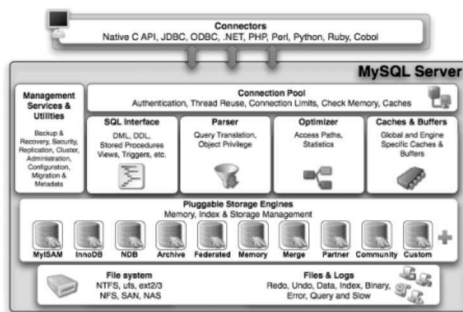 Connectors
Native C API, JDBC, ODBC, .NET, PHP, Perl, Python, Ruby, Cobol
MySQL Server
Management
Services &
Utilities
Backup &
Recovery, Security,
Replication, Cluster,
Administration,
Configuration,
Migration &
Metadata
Connection Pool
Authentication, Thread Reuse, Connection Limits, Check Memory, Caches
SQL Interface
DML, DDL,
Stored Procedures
Views, Triggers, etc.
Parser
Query Translation,
Object Privilege
Optimizer
Access Paths,
Statistics
Caches & Buffers
Global and Engine
Specific Caches &
Buffers
Pluggable Storage Engines
Memory, Index & Storage Management
MyISAM InnoDB NDB Archive Federated Memory Merge Partner Community Custom
File system
NTFS, ufs, ext2/3
NFS, SAN, NAS
Files & Logs
Redo, Undo, Data, Index, Binary,
Error, Query and Slow